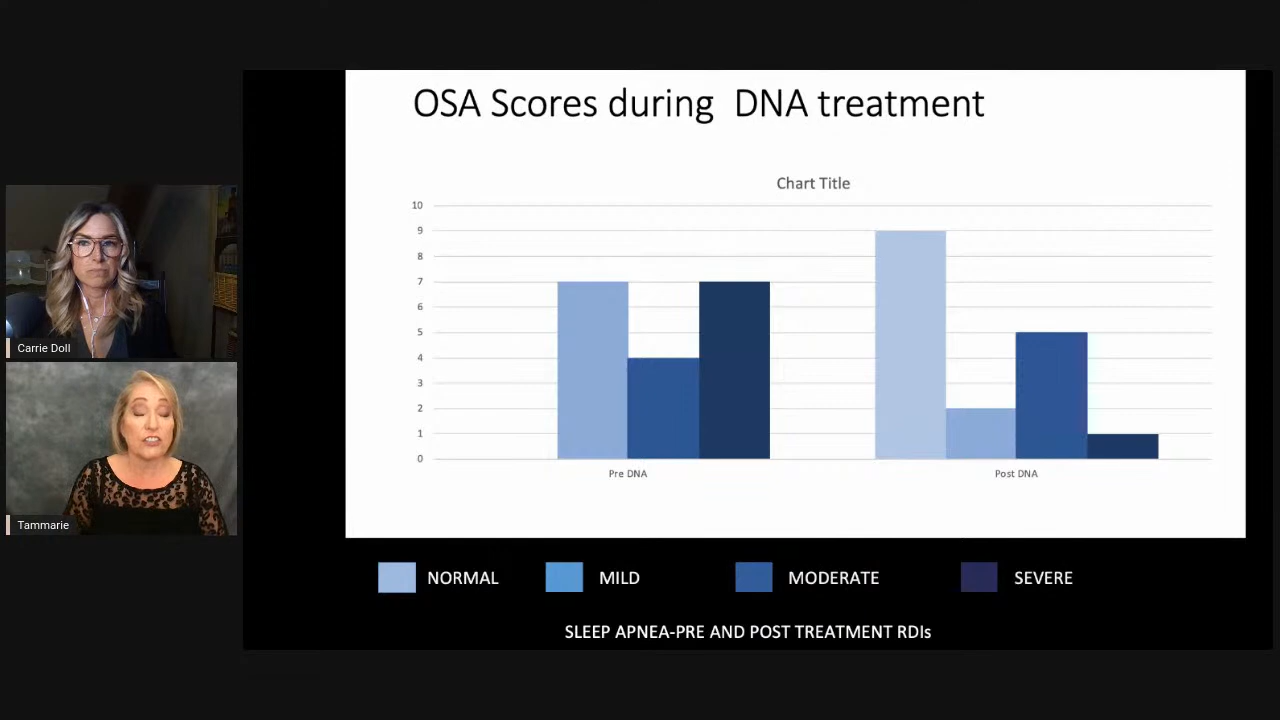 OSA Scores during DNA treatment
Chart Title
10
9
8
7
6
5
4
3
2
1
0
Pre DNA
Post DNA
Carrie Doll
Tammarie
NORMAL
MILD
MODERATE
SEVERE
SLEEP APNEA-PRE AND POST TREATMENT RDIs